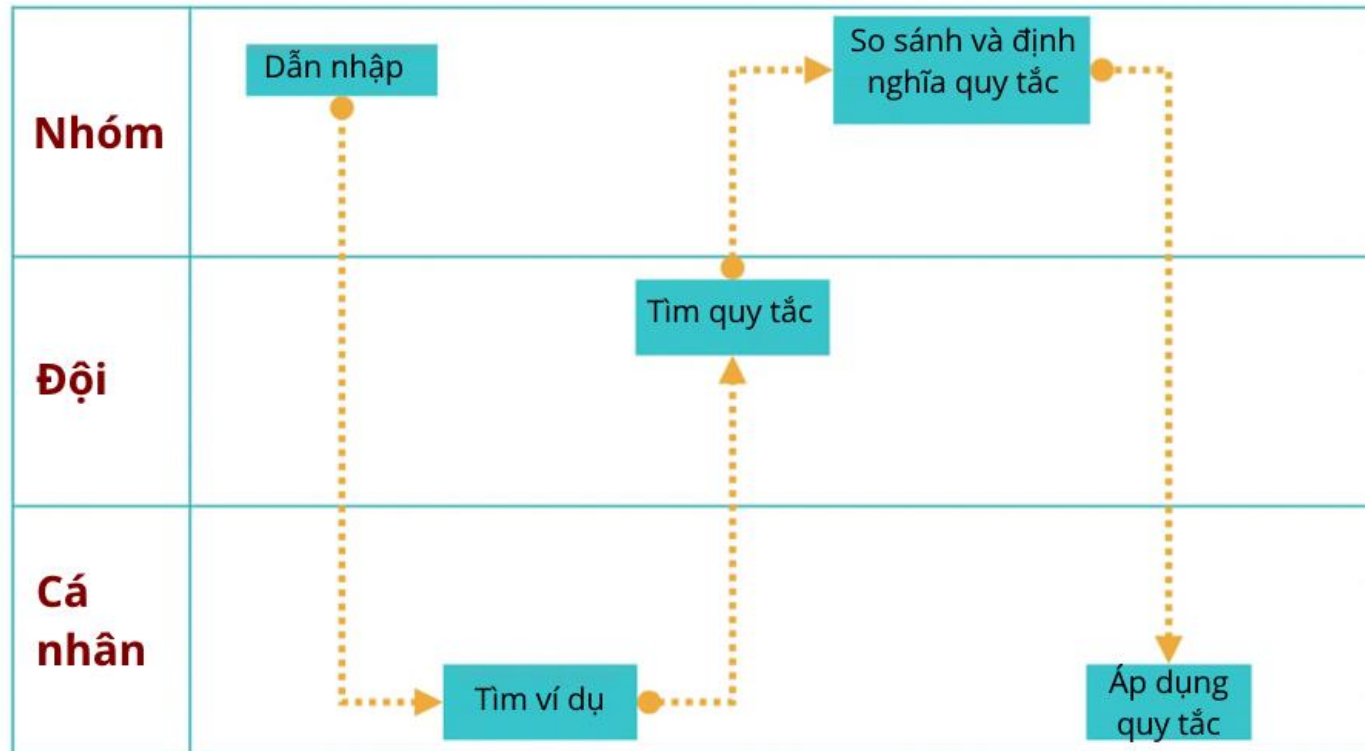 Nhóm
Dẫn nhập
So sánh và định
nghĩa quy tắc
Đội
Tìm quy tắc
Cá
nhân
Tìm ví dụ
Áp dụng
quy tắc